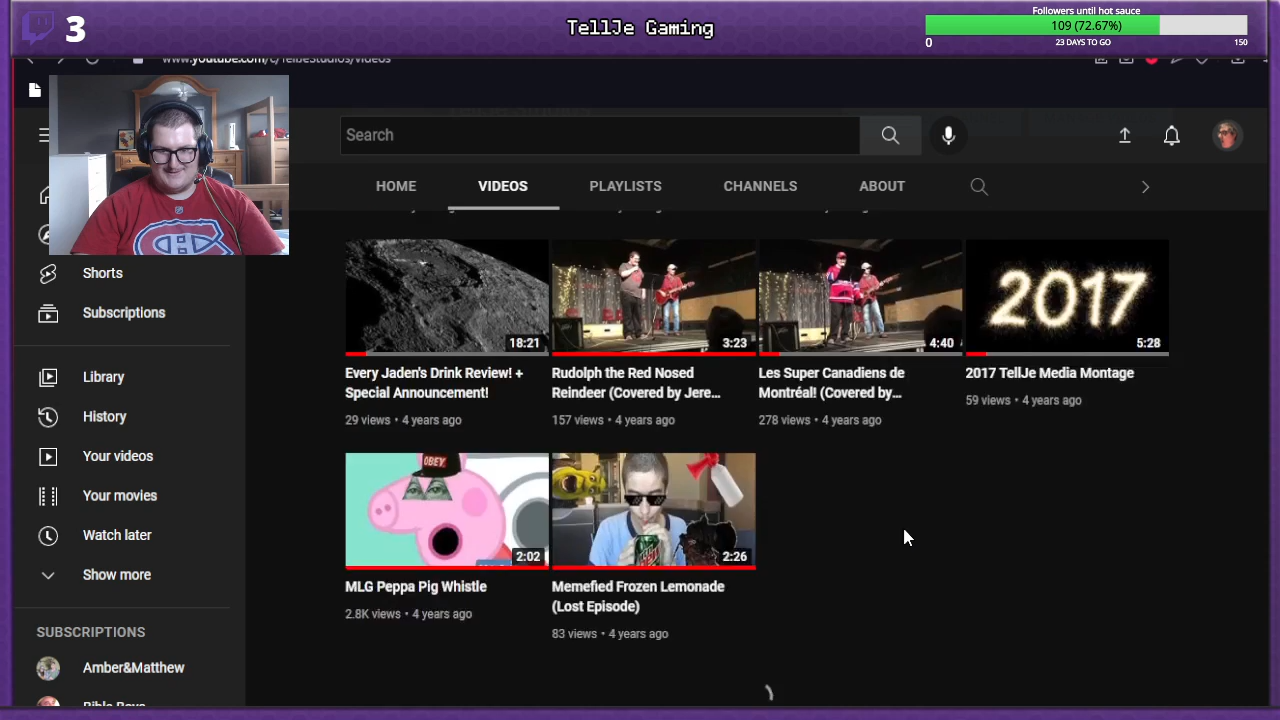 3
TellJe Gaming
Followers until hot sauce
109 (72.67%)
0
23 DAYS TO GO
150
Search
HOME
VIDEOS
PLAYLISTS
CHANNELS
ABOUT
Shorts
Subscriptions
Library
History
Your videos
Your movies
Watch later
Show more
SUBSCRIPTIONS
Amber&Matthew
18:21
Every Jaden's Drink Review! +
Special Announcement!
29 views • 4 years ago
3:23
Rudolph the Red Nosed
Reindeer (Covered by Jere...
157 views • 4 years ago
4:40
Les Super Canadiens de
Montréal! (Covered by...
278 views • 4 years ago
2017
5:28
2017 TellJe Media Montage
59 views • 4 years ago
OBEY
2:02
MLG Peppa Pig Whistle
2.8K views • 4 years ago
2:26
Memefied Frozen Lemonade
(Lost Episode)
83 views • 4 years ago